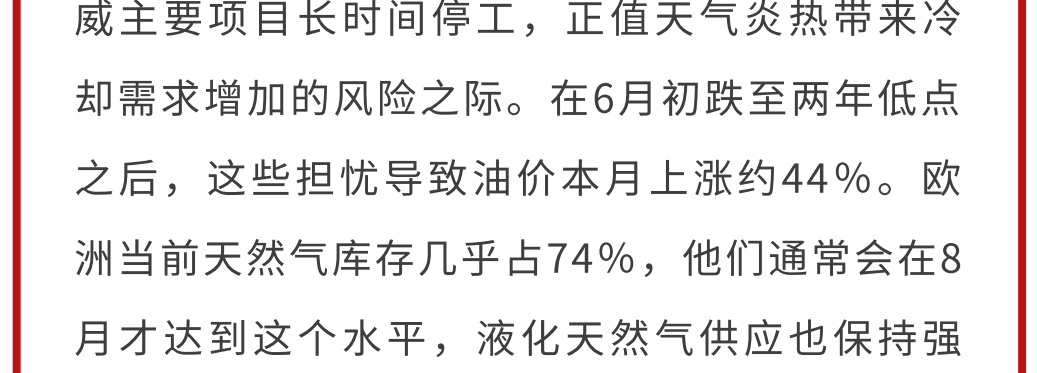 威主要项目长时间停工，正值天气炎热带来冷
却需求增加的风险之际。在6月初跌至两年低点
之后，这些担忧导致油价本月上涨约44%。欧
洲当前天然气库存几乎占74%，他们通常会在8
月才达到这个水平，液化天然气供应也保持强